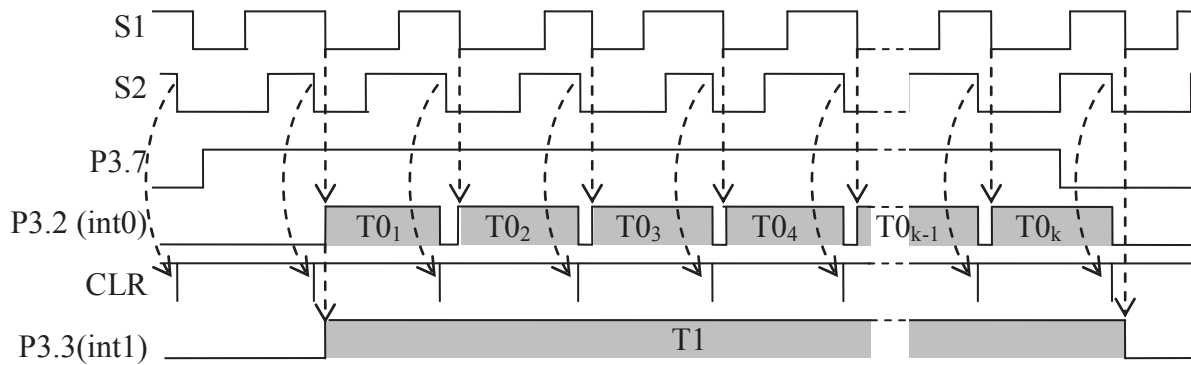 S1
S2
P3.7
P3.2 (int0)
T0₁ T0₂ T0₃ T0₄ T0ₖ₋₁ T0ₖ
CLR
P3.3(int1)
T1